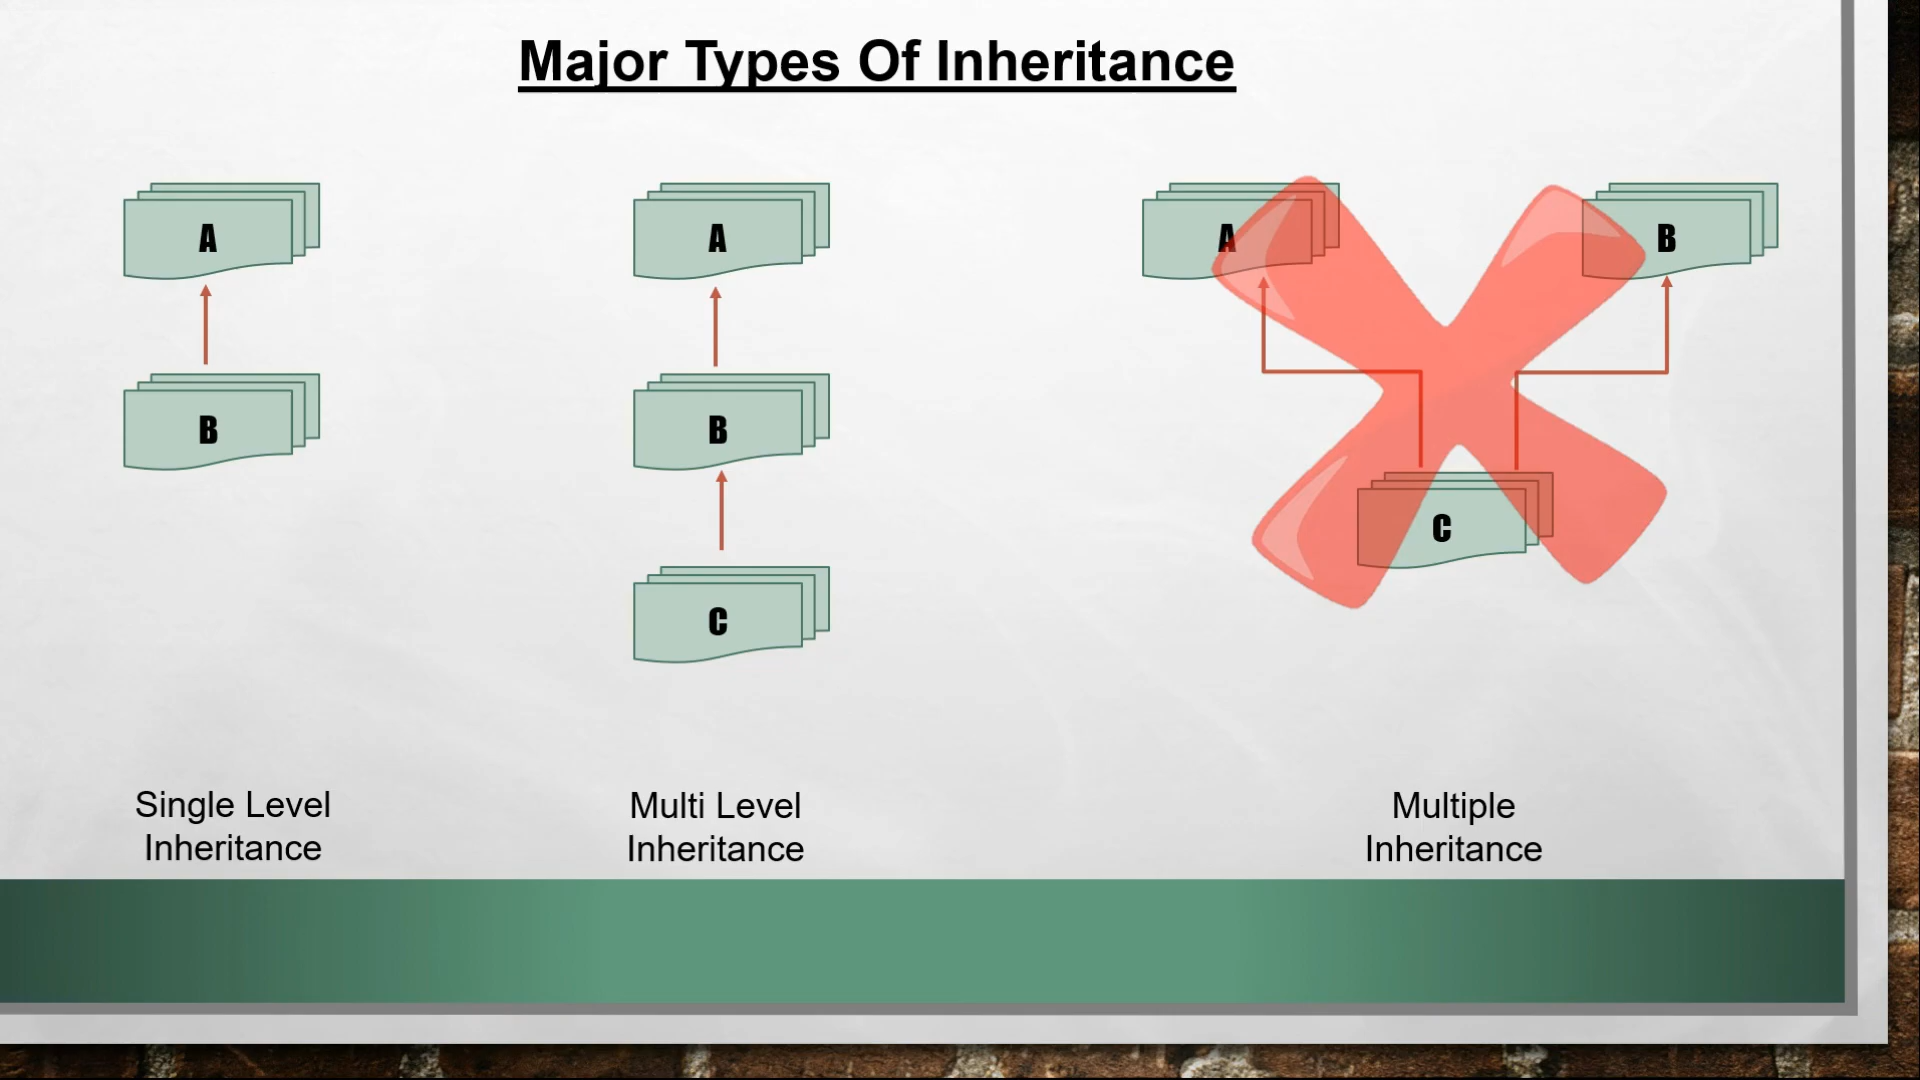 Major Types Of Inheritance
A
A
A
B
B
B
C
C
Single Level
Inheritance
Multi Level
Inheritance
Multiple
Inheritance